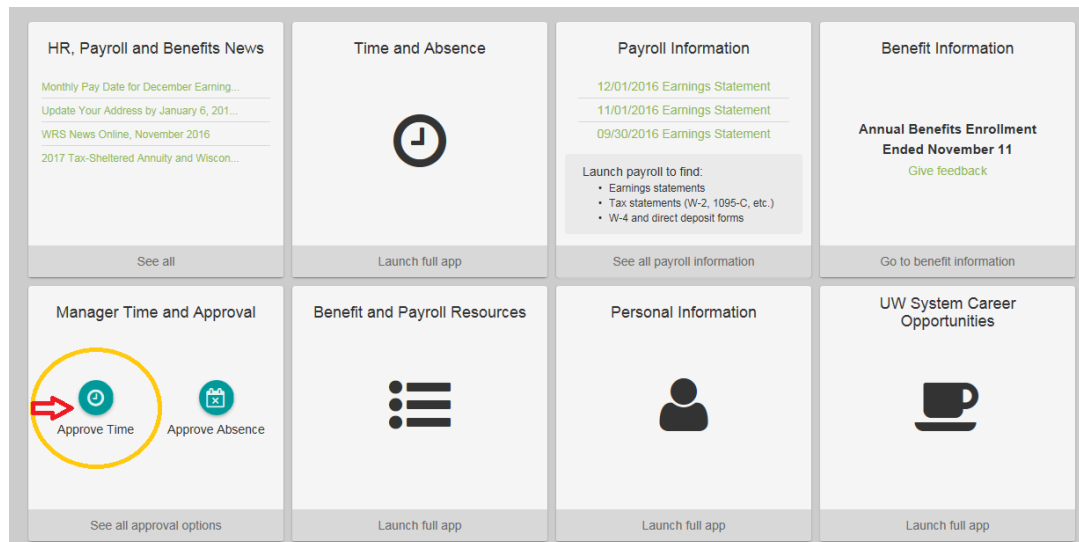 HR, Payroll and Benefits News
Monthly Pay Date for December Earning...
Update Your Address by January 6, 201...
WRS News Online, November 2016
2017 Tax-Sheltered Annuity and Wiscon...
See all
Time and Absence
Launch full app
Payroll Information
12/01/2016 Earnings Statement
11/01/2016 Earnings Statement
09/30/2016 Earnings Statement
Launch payroll to find:
• Earnings statements
• Tax statements (W-2, 1095-C, etc.)
• W-4 and direct deposit forms
See all payroll information
Benefit Information
Annual Benefits Enrollment
Ended November 11
Give feedback
Go to benefit information
Manager Time and Approval
Approve Time
Approve Absence
See all approval options
Benefit and Payroll Resources
Launch full app
Personal Information
Launch full app
UW System Career
Opportunities
Launch full app